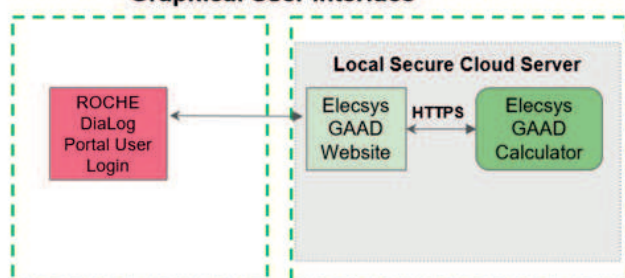 Graphical User Interface
Local Secure Cloud Server
ROCHE
DiaLog
Portal User
Login
Elecsys
GAAD
Website
HTTPS
Elecsys
GAAD
Calculator